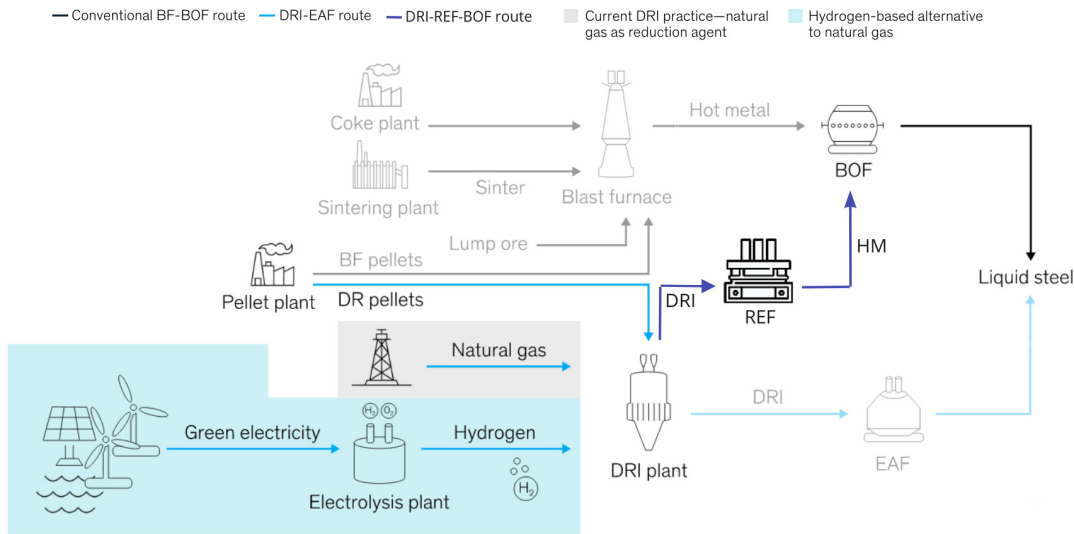 Conventional BF-BOF route
DRI-EAF route
DRI-REF-BOF route
Current DRI practice—natural
gas as reduction agent
Hydrogen-based alternative
to natural gas
Coke plant
Hot metal
BOF
Sintering plant
Sinter
Blast furnace
Lump ore
BF pellets
Pellet plant
DR pellets
DRI
REF
HM
Liquid steel
Natural gas
H₂
O₂
Green electricity
Hydrogen
H₂
Electrolysis plant
DRI plant
DRI
EAF